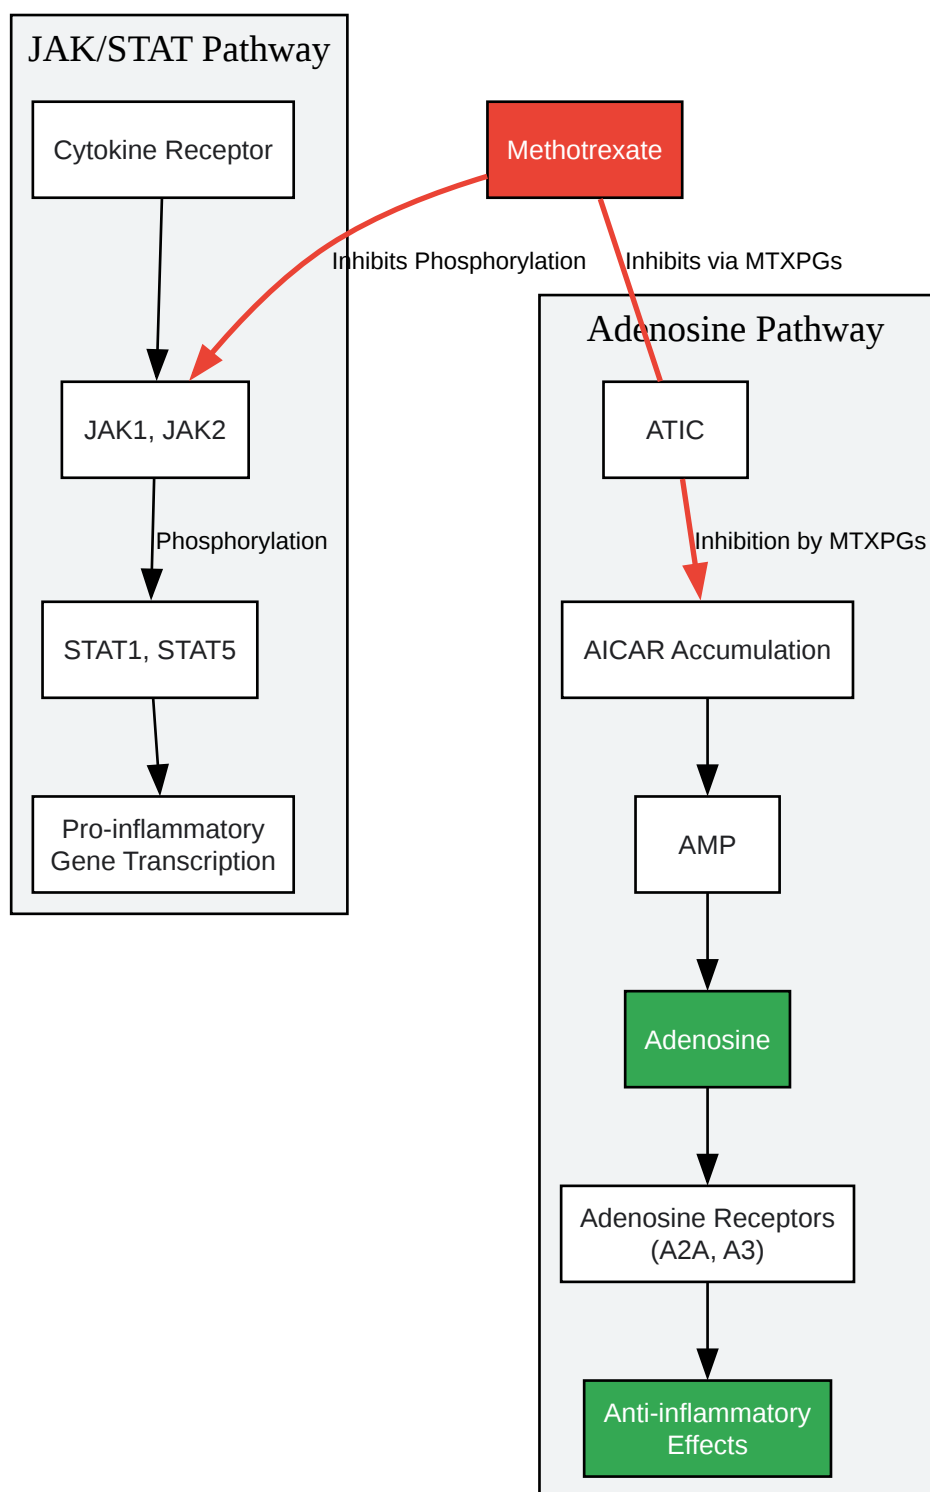 JAK/STAT Pathway
Cytokine Receptor
Methotrexate
Inhibits Phosphorylation
Inhibits via MTXPGs
Adenosine Pathway
JAK1, JAK2
ATIC
Phosphorylation
Inhibition by MTXPGs
STAT1, STAT5
AICAR Accumulation
Pro-inflammatory
Gene Transcription
AMP
Adenosine
Adenosine Receptors
(A2A, A3)
Anti-inflammatory
Effects